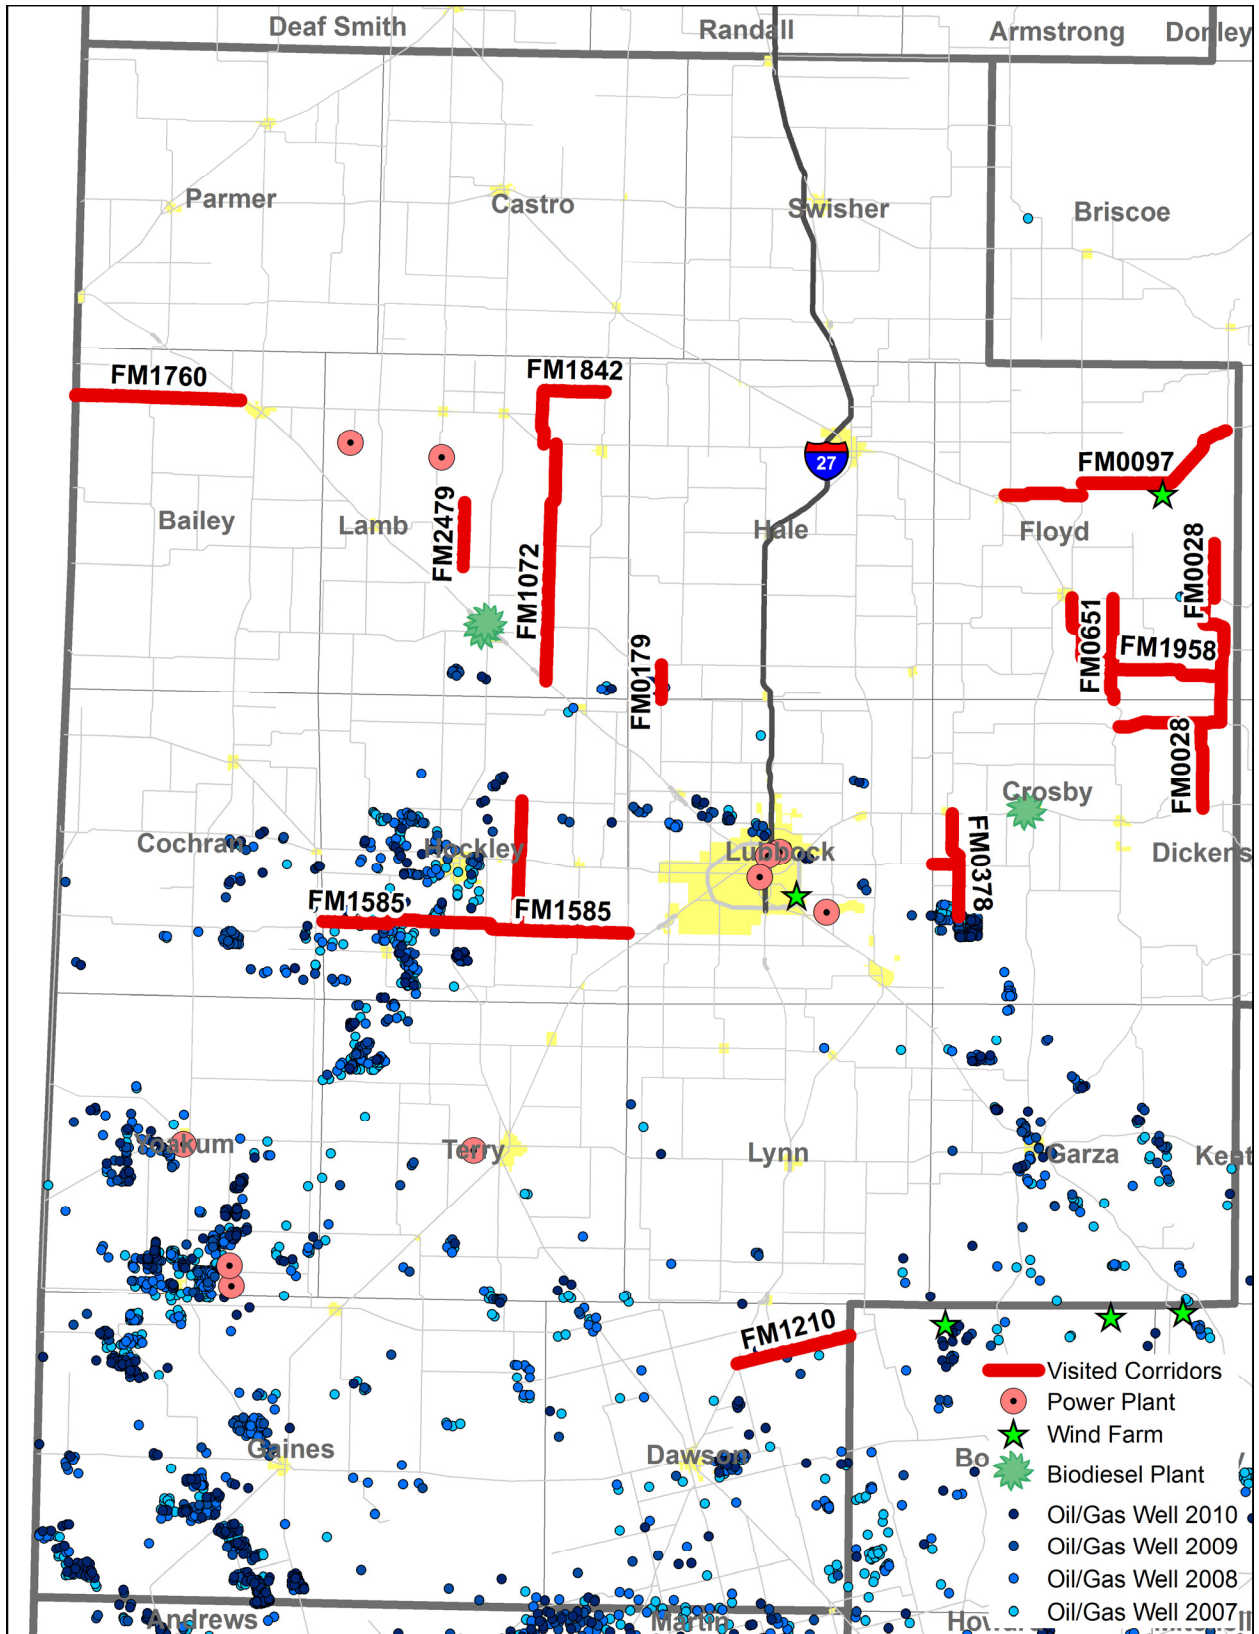 Deaf Smith
Randall
Armstrong
Donley
Parmer
Castro
Swisher
Briscoe
FM1760
FM1842
27
FM0097
Bailey
Lamb
FM2479
FM1072
Hale
Floyd
FM0028
FM0651
FM1958
FM0179
FM0028
Cochran
Hockley
Lubbock
Crosby
Dickens
FM0378
FM1585
FM1585
Yoakum
Terry
Lynn
Garza
Kent
FM1210
Gaines
Dawson
Bo
Visited Corridors
Power Plant
Wind Farm
Biodiesel Plant
Oil/Gas Well 2010
Oil/Gas Well 2009
Oil/Gas Well 2008
Oil/Gas Well 2007
Andrews
Martin